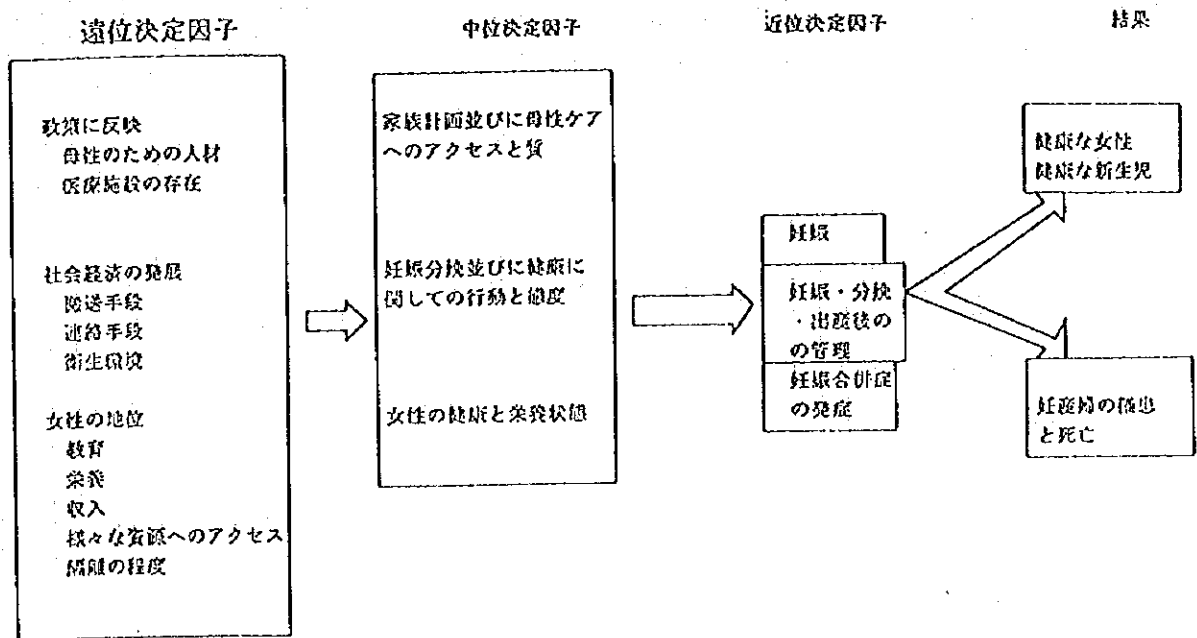 遠位決定因子
政策に反映
母性のための人材
医療施設の存在
社会経済の発展
搬送手段
連絡手段
衛生環境
女性の地位
教育
栄養
収入
様々な資源へのアクセス
隔離の程度
中位決定因子
家族計画並びに母性ケア
へのアクセスと質
妊娠分娩並びに健康に
関しての行動と態度
女性の健康と栄養状態
近位決定因子
妊娠
妊娠・分娩
・出産後の
の管理
妊娠合併症
の発症
結果
健康な女性
健康な新生児
妊産婦の罹患
と死亡